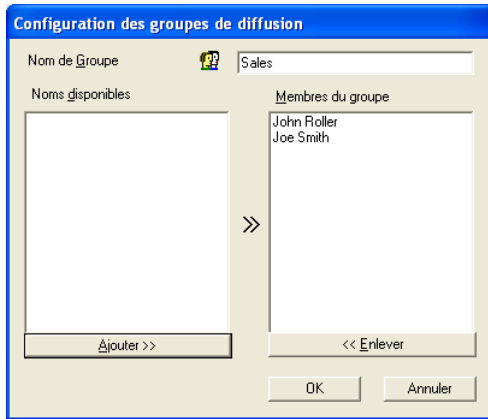 Configuration des groupes de diffusion
Nom de Groupe
Sales
Noms disponibles
Membres du groupe
John Roller
Joe Smith
Ajouter >>
<< Enlever
OK
Annuler